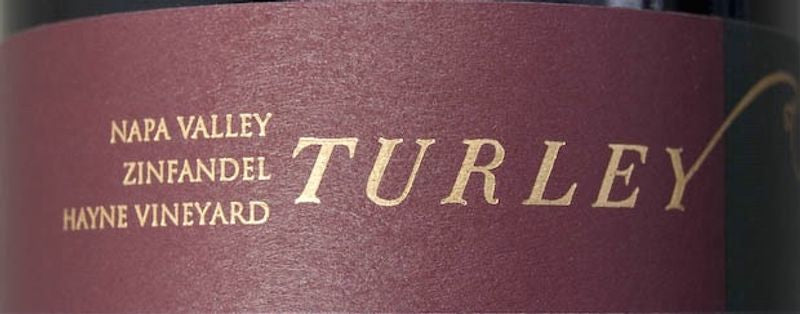 NAPA VALLEY
ZINFANDEL
HAYNE VINEYARD
TURLEY